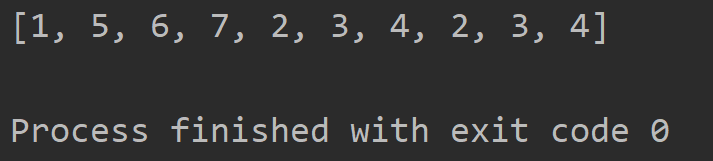 [1, 5, 6, 7, 2, 3, 4, 2, 3, 4]
Process finished with exit code 0